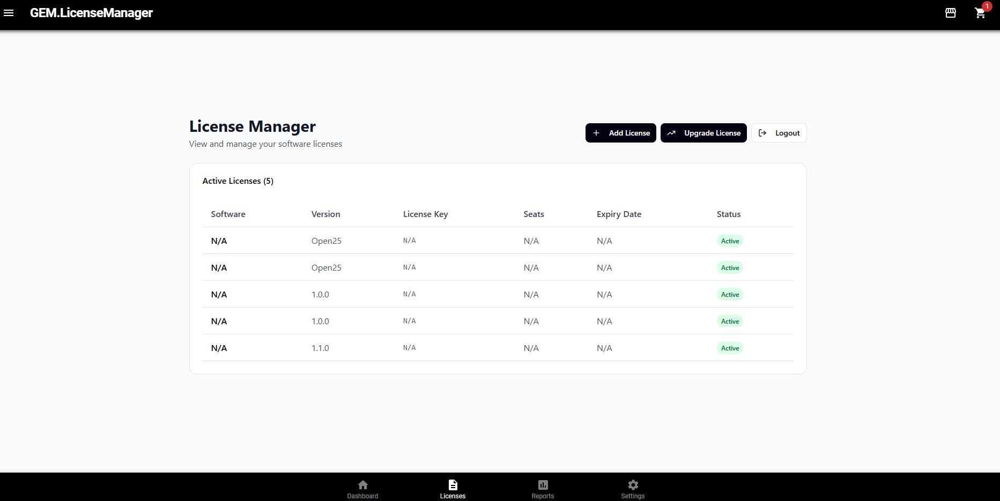 GEM.LicenseManager
1
License Manager
View and manage your software licenses
Add License
Upgrade License
Logout
Active Licenses (5)
Software Version License Key Seats Expiry Date Status
N/A Open25 N/A N/A N/A Active
N/A Open25 N/A N/A N/A Active
N/A 1.0.0 N/A N/A N/A Active
N/A 1.0.0 N/A N/A N/A Active
N/A 1.1.0 N/A N/A N/A Active
Dashboard Licenses Reports Settings